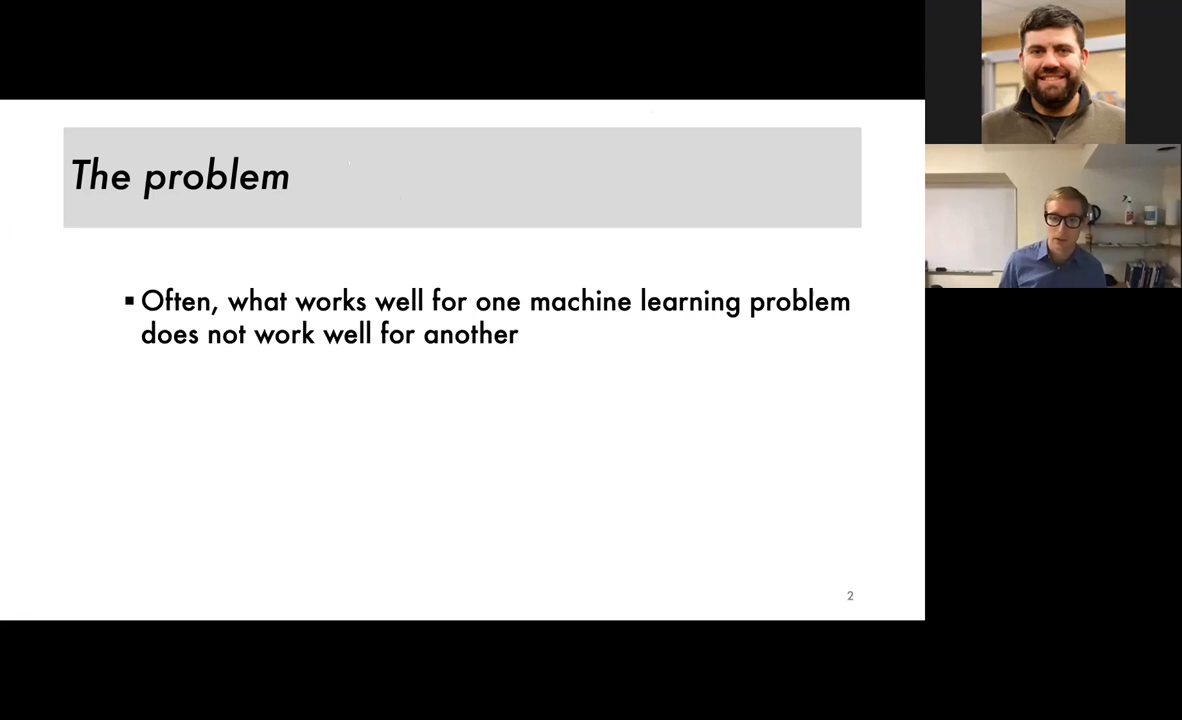 The problem
▪ Often, what works well for one machine learning problem
does not work well for another
2